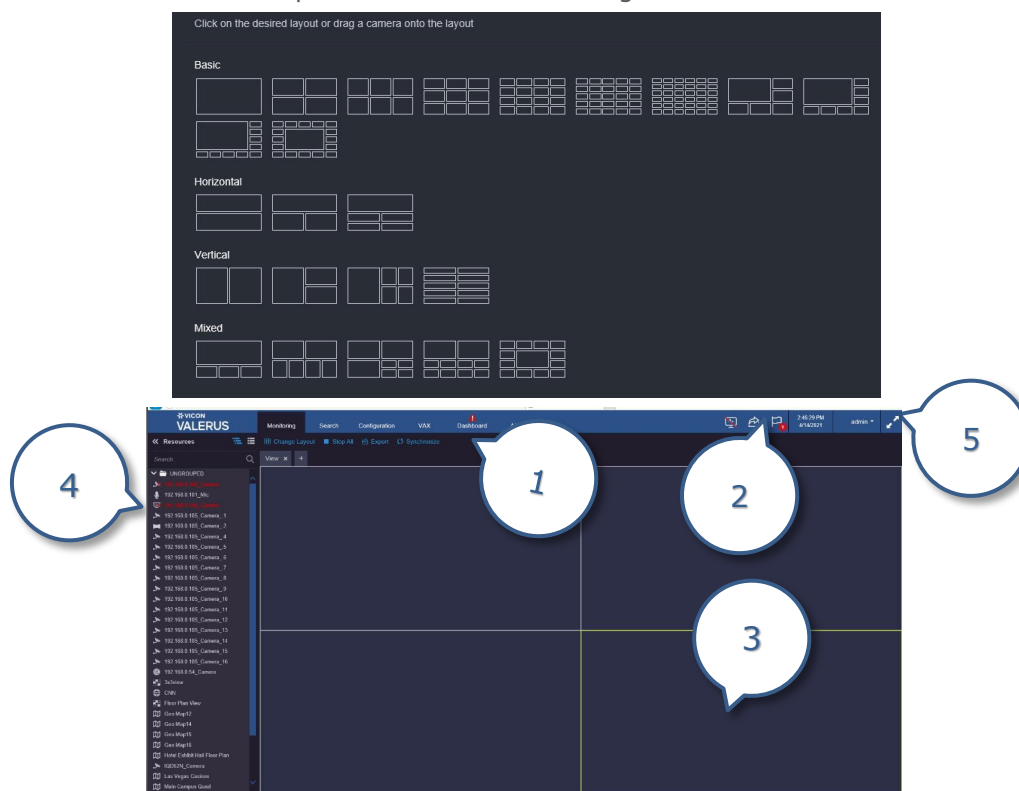 Click on the desired layout or drag a camera onto the layout
Basic
Horizontal
Vertical
Mixed
VICON
VALERUS
Monitoring Search Configuration VAX Dashboard
2:46:29 PM
4/14/2021
admin
Resources
Change Layout Stop All Export Synchronize
Search
View × +
UNGROUPED
192.168.0.101_Mic
192.168.0.105_Camera_1
192.168.0.105_Camera_2
192.168.0.105_Camera_4
192.168.0.105_Camera_5
192.168.0.105_Camera_6
192.168.0.105_Camera_7
192.168.0.105_Camera_8
192.168.0.105_Camera_9
192.168.0.105_Camera_10
192.168.0.105_Camera_11
192.168.0.105_Camera_12
192.168.0.105_Camera_13
192.168.0.105_Camera_14
192.168.0.105_Camera_15
192.168.0.105_Camera_16
192.168.0.54_Camera
3x3view
CNN
Floor Plan View
Geo Map12
Geo Map14
Geo Map15
Geo Map16
Hotel Exhibit Hall Floor Plan
IQD62N_Camera
Las Vegas Casinos
Main Campus Quad
1
2
3
4
5